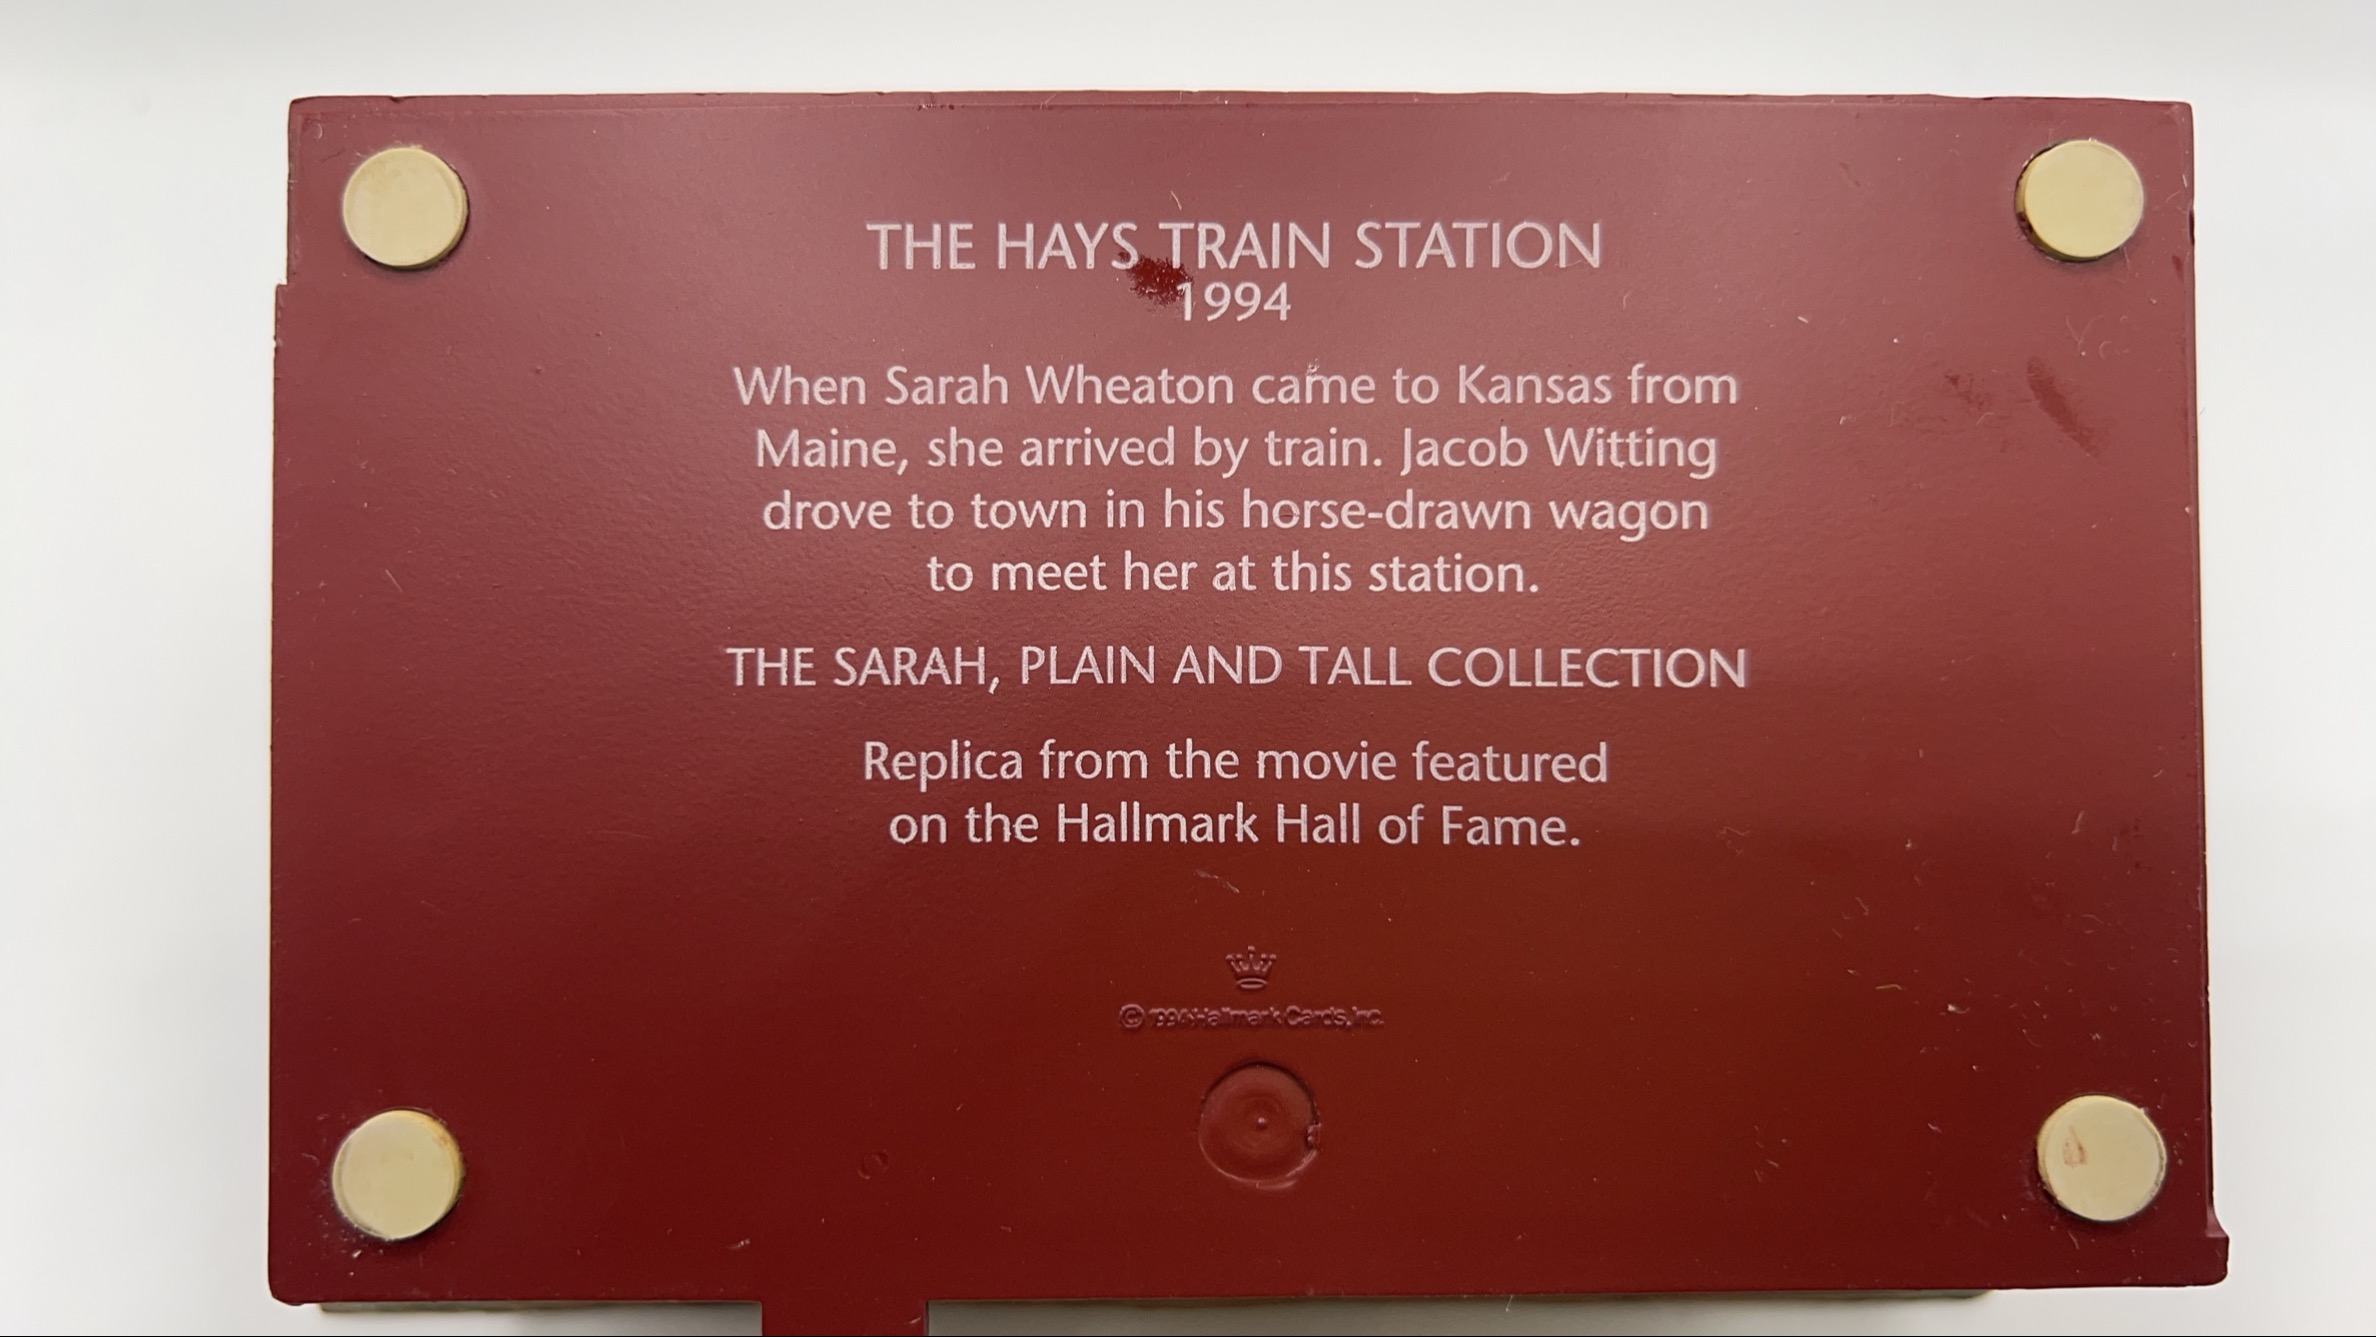 THE HAYS TRAIN STATION
1994
When Sarah Wheaton came to Kansas from
Maine, she arrived by train. Jacob Witting
drove to town in his horse-drawn wagon
to meet her at this station.
THE SARAH, PLAIN AND TALL COLLECTION
Replica from the movie featured
on the Hallmark Hall of Fame.
© 1994 Hallmark Cards, Inc.